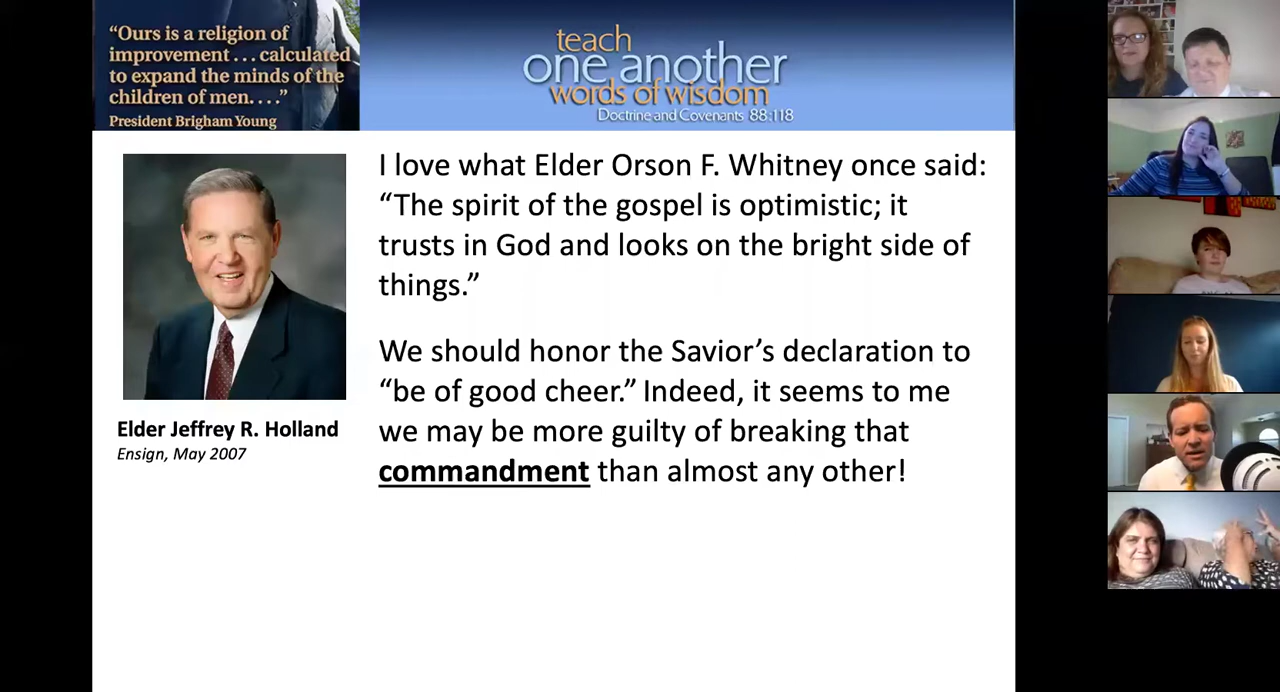 “Ours is a religion of
improvement . . . calculated
to expand the minds of the
children of men. . . .”
President Brigham Young
teach
one another
words of wisdom
Doctrine and Covenants 88:118
I love what Elder Orson F. Whitney once said:
“The spirit of the gospel is optimistic; it
trusts in God and looks on the bright side of
things.”
We should honor the Savior’s declaration to
“be of good cheer.” Indeed, it seems to me
we may be more guilty of breaking that
commandment than almost any other!
Elder Jeffrey R. Holland
Ensign, May 2007